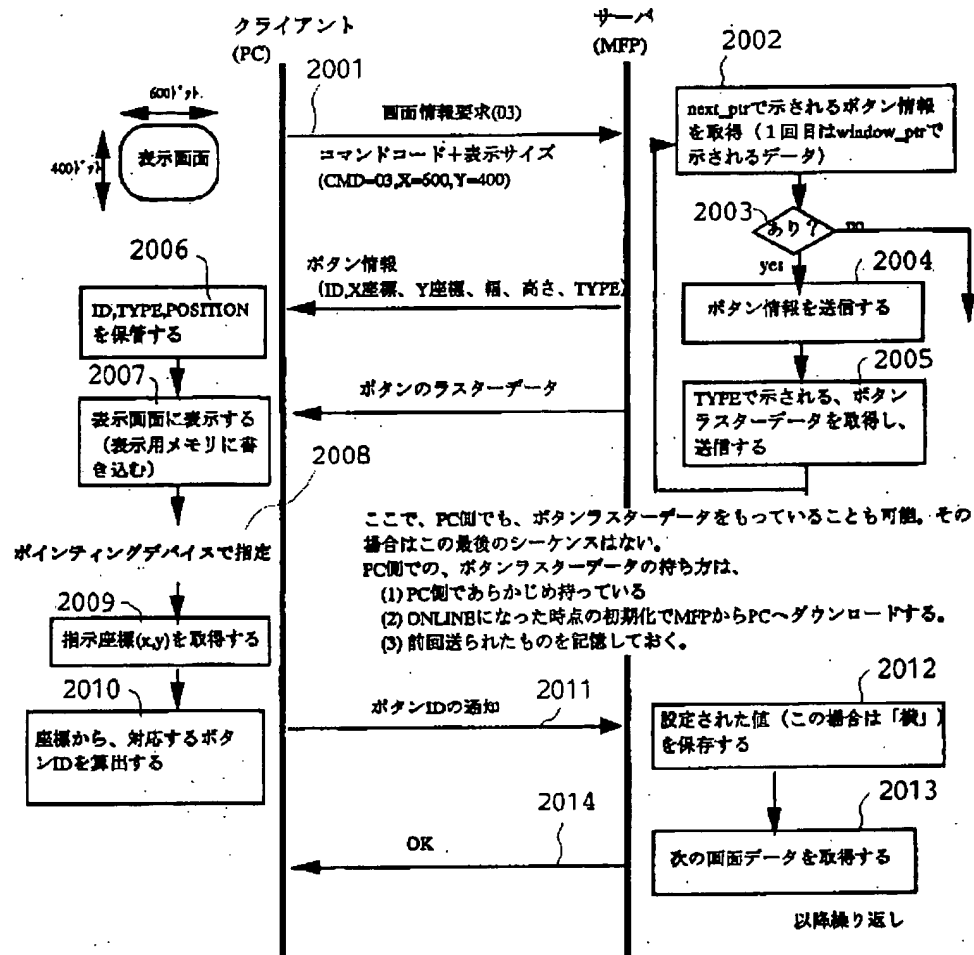 クライアント
(PC)
サーバ
(MFP)
600ドット
400ドット
表示画面
2001
画面情報要求(03)
コマンドコード＋表示サイズ
(CMD=03,X=600,Y=400)
2002
next_ptrで示されるボタン情報
を取得（１回目はwindow_ptrで
示されるデータ）
2003
あり？
no
yes
2004
ボタン情報を送信する
2005
TYPEで示される、ボタン
ラスターデータを取得し、
送信する
ボタン情報
(ID,X座標、Y座標、幅、高さ、TYPE)
2006
ID,TYPE,POSITION
を保管する
ボタンのラスターデータ
2007
表示画面に表示する
（表示用メモリに書
き込む）
2008
ポインティングデバイスで指定
ここで、PC側でも、ボタンラスターデータをもっていることも可能。その
場合はこの最後のシーケンスはない。
PC側での、ボタンラスターデータの持ち方は、
(1) PC側であらかじめ持っている
(2) ONLINEになった時点の初期化でMFPからPCへダウンロードする。
(3) 前回送られたものを記憶しておく。
2009
指示座標(x,y)を取得する
2010
座標から、対応するボタ
ンIDを算出する
ボタンIDの通知
2011
2012
設定された値（この場合は「縦」）
を保存する
2013
次の画面データを取得する
2014
OK
以降繰り返し